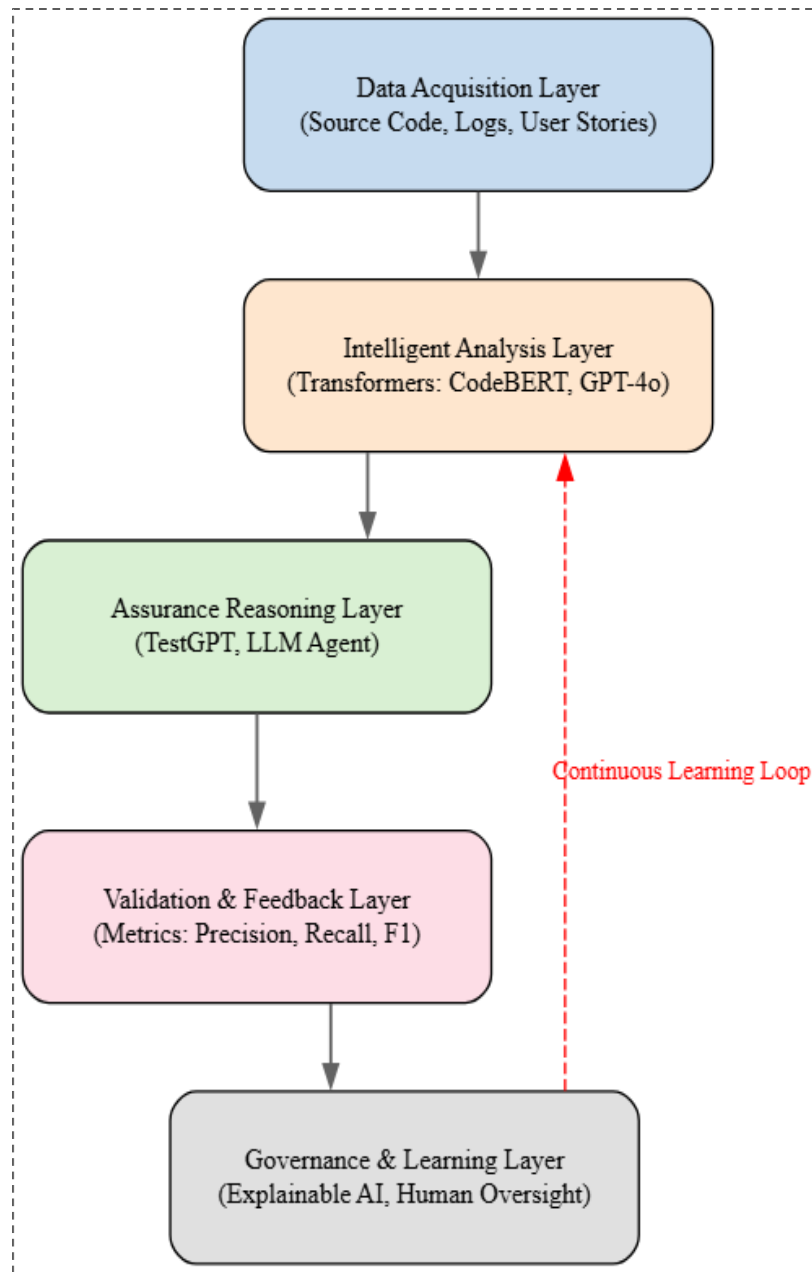 Data Acquisition Layer
(Source Code, Logs, User Stories)
Intelligent Analysis Layer
(Transformers: CodeBERT, GPT-4o)
Assurance Reasoning Layer
(TestGPT, LLM Agent)
Continuous Learning Loop
Validation & Feedback Layer
(Metrics: Precision, Recall, F1)
Governance & Learning Layer
(Explainable AI, Human Oversight)